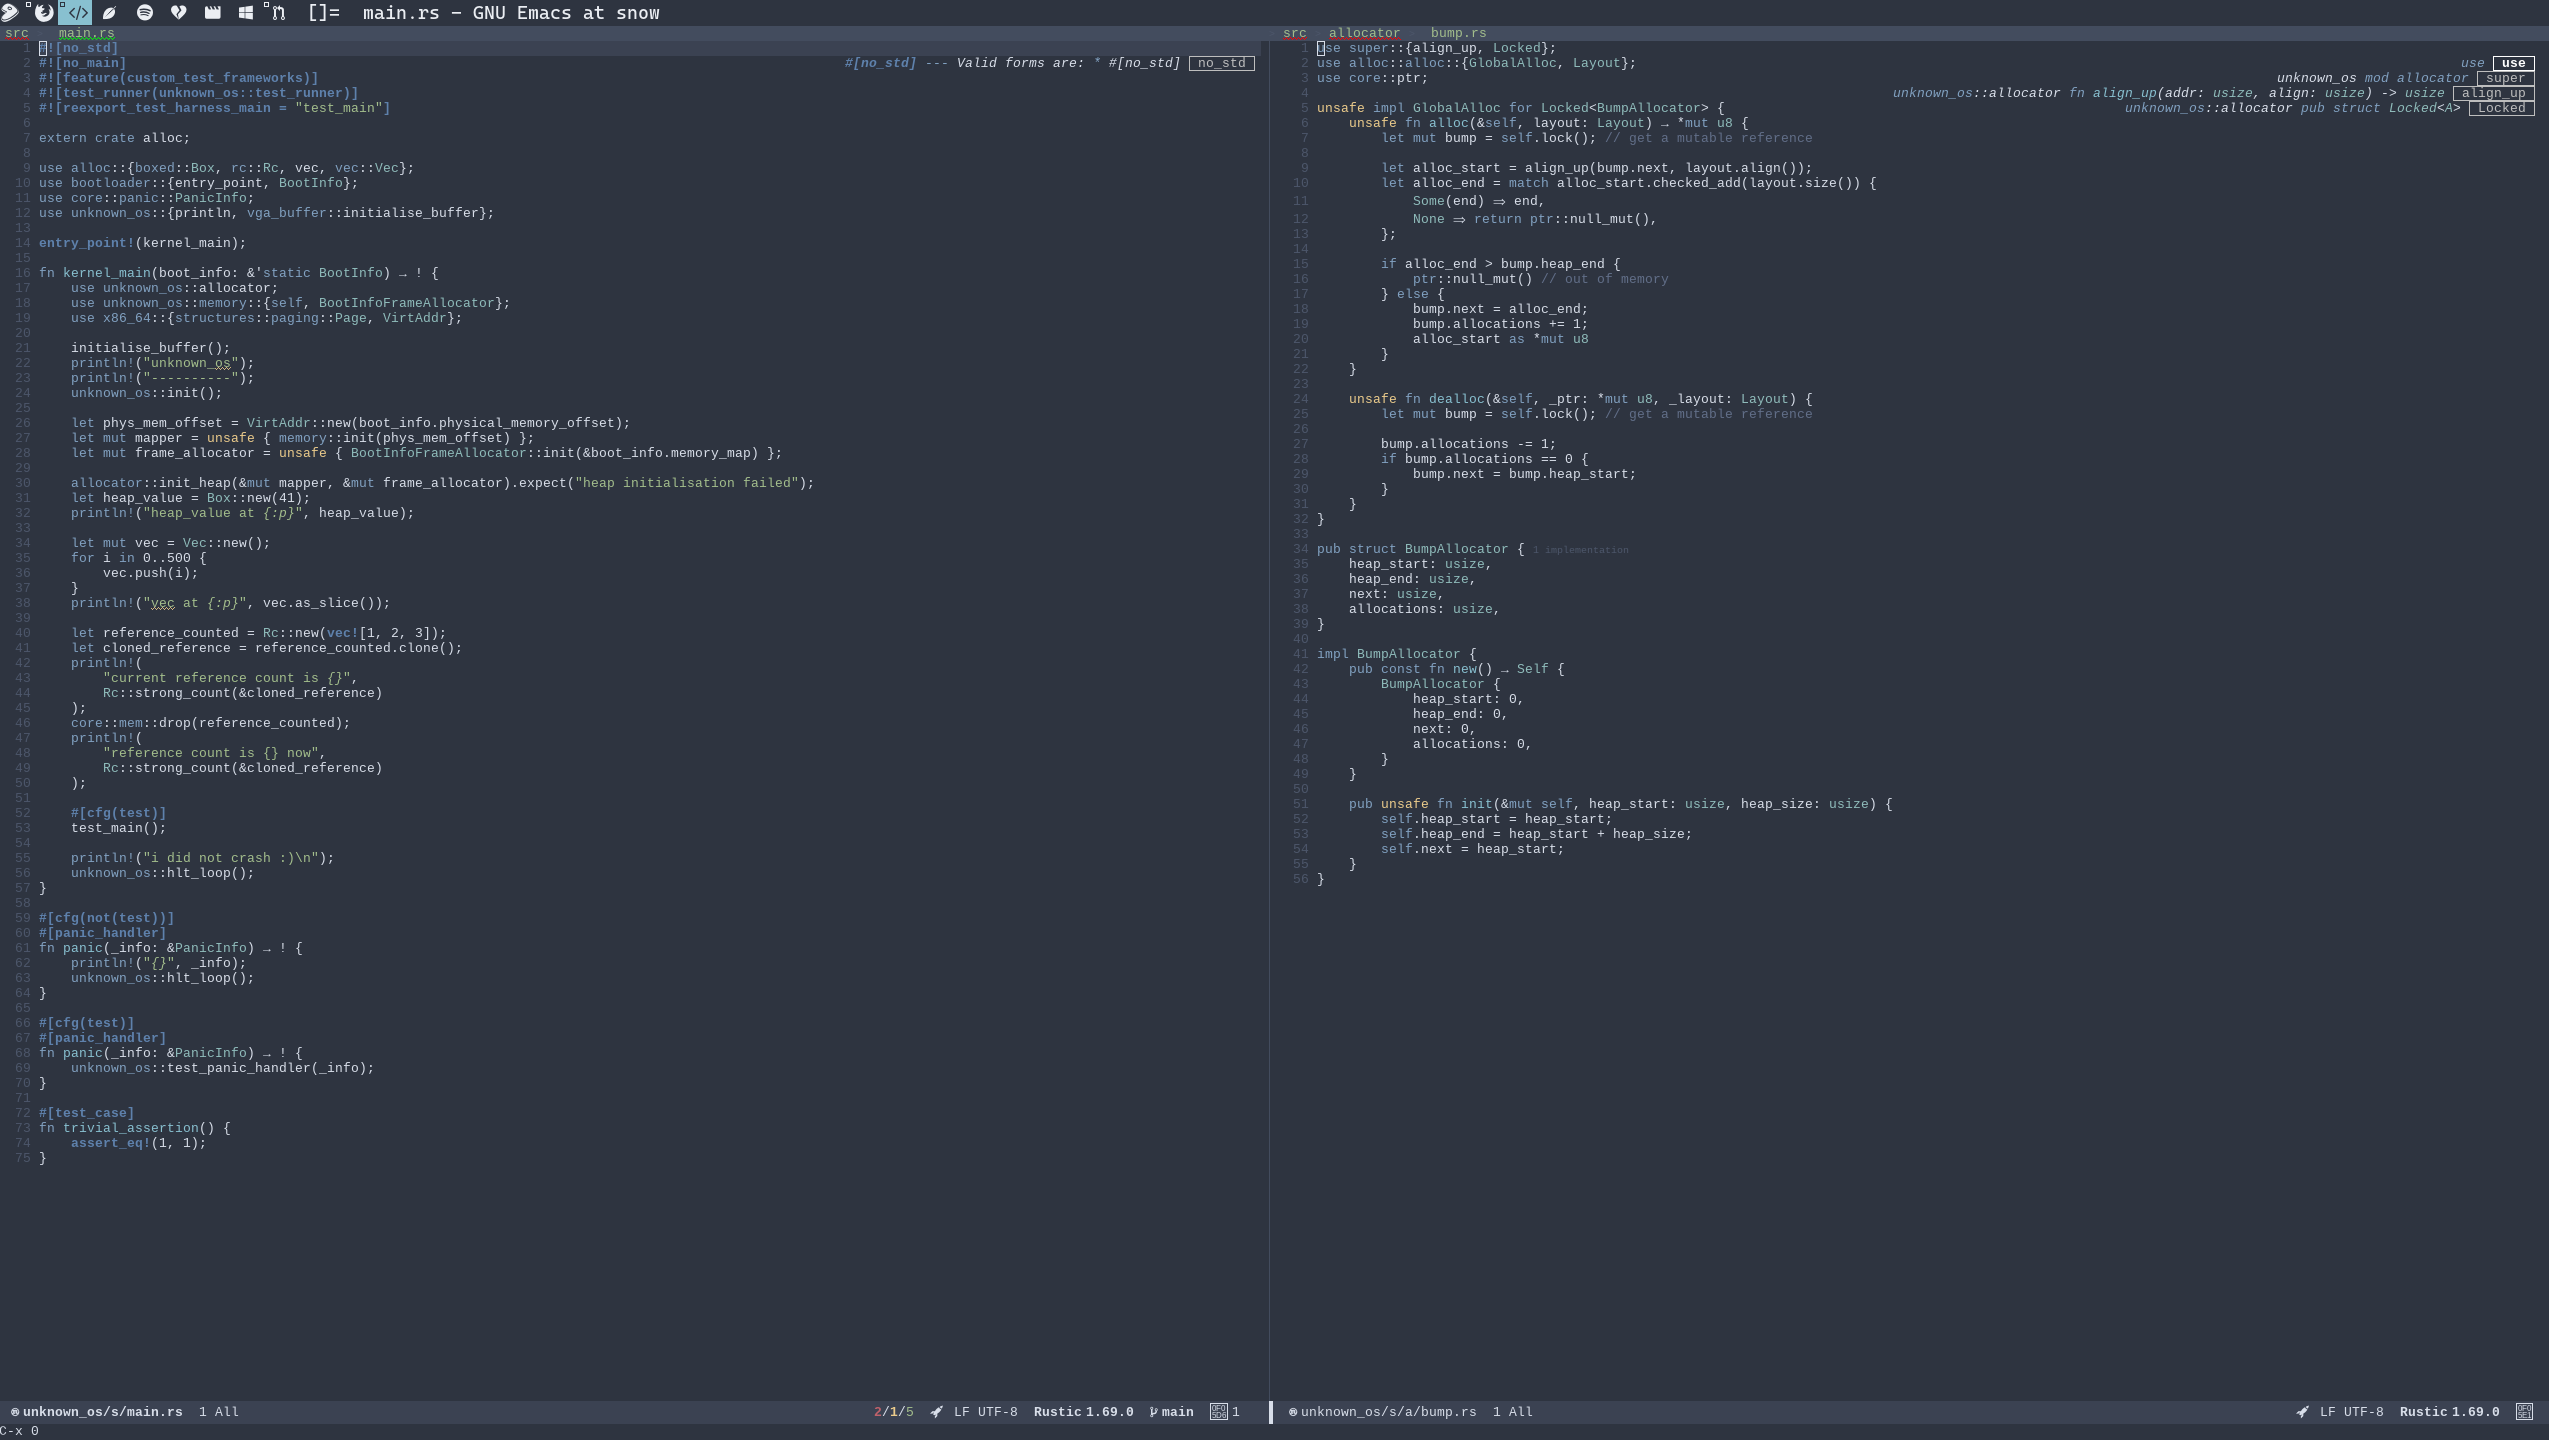 []= main.rs – GNU Emacs at snow
src main.rs
1 #![no_std]
2 #![no_main] #[no_std] --- Valid forms are: * #[no_std] no_std
3 #![feature(custom_test_frameworks)]
4 #![test_runner(unknown_os::test_runner)]
5 #![reexport_test_harness_main = "test_main"]
6
7 extern crate alloc;
8
9 use alloc::{boxed::Box, rc::Rc, vec, vec::Vec};
10 use bootloader::{entry_point, BootInfo};
11 use core::panic::PanicInfo;
12 use unknown_os::{println, vga_buffer::initialise_buffer};
13
14 entry_point!(kernel_main);
15
16 fn kernel_main(boot_info: &'static BootInfo) → ! {
17     use unknown_os::allocator;
18     use unknown_os::memory::{self, BootInfoFrameAllocator};
19     use x86_64::{structures::paging::Page, VirtAddr};
20
21     initialise_buffer();
22     println!("unknown_os");
23     println!("----------");
24     unknown_os::init();
25
26     let phys_mem_offset = VirtAddr::new(boot_info.physical_memory_offset);
27     let mut mapper = unsafe { memory::init(phys_mem_offset) };
28     let mut frame_allocator = unsafe { BootInfoFrameAllocator::init(&boot_info.memory_map) };
29
30     allocator::init_heap(&mut mapper, &mut frame_allocator).expect("heap initialisation failed");
31     let heap_value = Box::new(41);
32     println!("heap_value at {:p}", heap_value);
33
34     let mut vec = Vec::new();
35     for i in 0..500 {
36         vec.push(i);
37     }
38     println!("vec at {:p}", vec.as_slice());
39
40     let reference_counted = Rc::new(vec![1, 2, 3]);
41     let cloned_reference = reference_counted.clone();
42     println!(
43         "current reference count is {}",
44         Rc::strong_count(&cloned_reference)
45     );
46     core::mem::drop(reference_counted);
47     println!(
48         "reference count is {} now",
49         Rc::strong_count(&cloned_reference)
50     );
51
52     #[cfg(test)]
53     test_main();
54
55     println!("i did not crash :)\n");
56     unknown_os::hlt_loop();
57 }
58
59 #[cfg(not(test))]
60 #[panic_handler]
61 fn panic(_info: &PanicInfo) → ! {
62     println!("{}", _info);
63     unknown_os::hlt_loop();
64 }
65
66 #[cfg(test)]
67 #[panic_handler]
68 fn panic(_info: &PanicInfo) → ! {
69     unknown_os::test_panic_handler(_info);
70 }
71
72 #[test_case]
73 fn trivial_assertion() {
74     assert_eq!(1, 1);
75 }
unknown_os/s/main.rs 1 All 2/1/5 LF UTF-8 Rustic 1.69.0 main 1
src allocator bump.rs
1 use super::{align_up, Locked};
2 use alloc::alloc::{GlobalAlloc, Layout}; use use
3 use core::ptr; unknown_os mod allocator super
4 unknown_os::allocator fn align_up(addr: usize, align: usize) -> usize align_up
5 unsafe impl GlobalAlloc for Locked<BumpAllocator> { unknown_os::allocator pub struct Locked<A> Locked
6     unsafe fn alloc(&self, layout: Layout) → *mut u8 {
7         let mut bump = self.lock(); // get a mutable reference
8
9         let alloc_start = align_up(bump.next, layout.align());
10         let alloc_end = match alloc_start.checked_add(layout.size()) {
11             Some(end) ⇒ end,
12             None ⇒ return ptr::null_mut(),
13         };
14
15         if alloc_end > bump.heap_end {
16             ptr::null_mut() // out of memory
17         } else {
18             bump.next = alloc_end;
19             bump.allocations += 1;
20             alloc_start as *mut u8
21         }
22     }
23
24     unsafe fn dealloc(&self, _ptr: *mut u8, _layout: Layout) {
25         let mut bump = self.lock(); // get a mutable reference
26
27         bump.allocations -= 1;
28         if bump.allocations == 0 {
29             bump.next = bump.heap_start;
30         }
31     }
32 }
33
34 pub struct BumpAllocator { 1 implementation
35     heap_start: usize,
36     heap_end: usize,
37     next: usize,
38     allocations: usize,
39 }
40
41 impl BumpAllocator {
42     pub const fn new() → Self {
43         BumpAllocator {
44             heap_start: 0,
45             heap_end: 0,
46             next: 0,
47             allocations: 0,
48         }
49     }
50
51     pub unsafe fn init(&mut self, heap_start: usize, heap_size: usize) {
52         self.heap_start = heap_start;
53         self.heap_end = heap_start + heap_size;
54         self.next = heap_start;
55     }
56 }
unknown_os/s/a/bump.rs 1 All LF UTF-8 Rustic 1.69.0
C-x 0